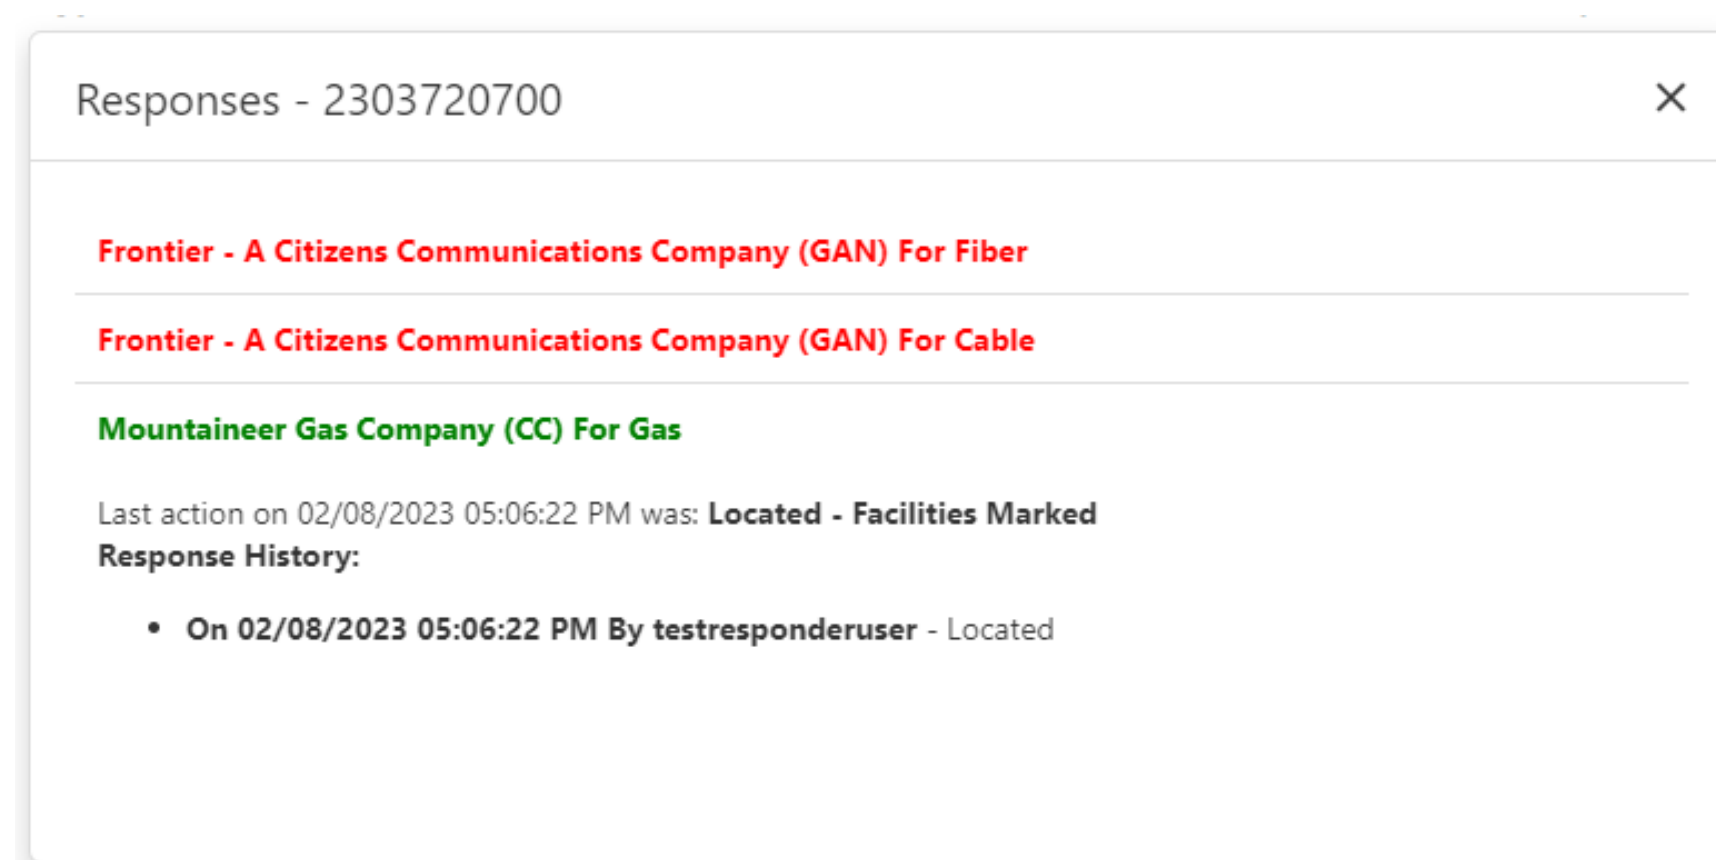 Responses - 2303720700
Frontier - A Citizens Communications Company (GAN) For Fiber
Frontier - A Citizens Communications Company (GAN) For Cable
Mountaineer Gas Company (CC) For Gas
Last action on 02/08/2023 05:06:22 PM was: Located - Facilities Marked
Response History:
• On 02/08/2023 05:06:22 PM By testresponderuser - Located